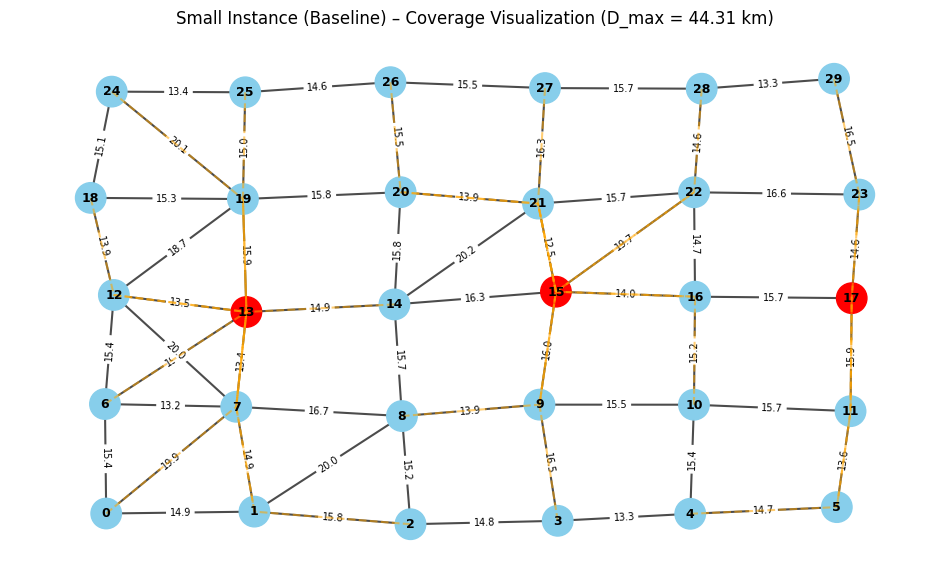 Small Instance (Baseline) – Coverage Visualization (D_max = 44.31 km)
26
29
24 13.4 25 14.6 15.5 27 15.7 28 13.3
15.1 20.1 15.0 15.5 16.3 14.6 16.5
18 15.3 19 15.8 20 13.9 21 15.7 22 16.6 23
13.9 18.7 15.9 15.8 20.2 12.5 19.7 14.7 14.6
12 13.5 13 14.9 14 16.3 15 14.0 16 15.7 17
15.4 20.0 13.4 15.7 16.0 15.2 15.9
6 13.2 7 16.7 8 13.9 9 15.5 10 15.7 11
15.4 19.9 14.9 20.0 15.2 16.5 15.4 13.6
0 14.9 1 15.8 2 14.8 3 13.3 4 14.7 5